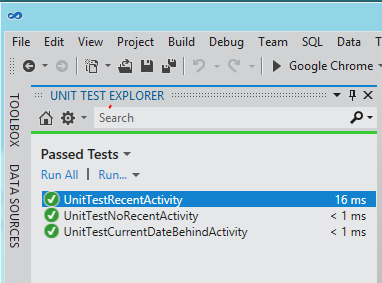 File Edit View Project Build Debug Team SQL Data
Google Chrome
TOOLBOX
DATA SOURCES
UNIT TEST EXPLORER
Search
Passed Tests
Run All | Run...
UnitTestRecentActivity 16 ms
UnitTestNoRecentActivity < 1 ms
UnitTestCurrentDateBehindActivity < 1 ms